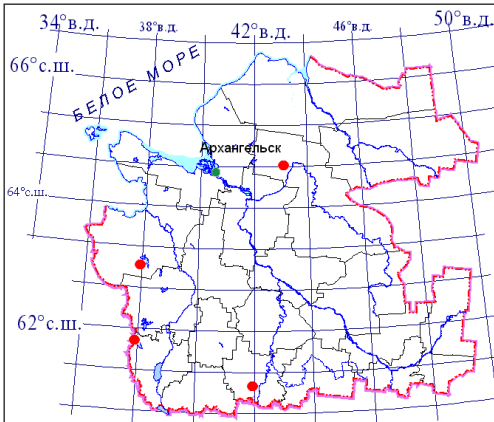 34°в.д.
38°в.д.
42°в.д.
46°в.д.
50°в.д.
66°с.ш.
БЕЛОЕ МОРЕ
Архангельск
64°с.ш.
62°с.ш.